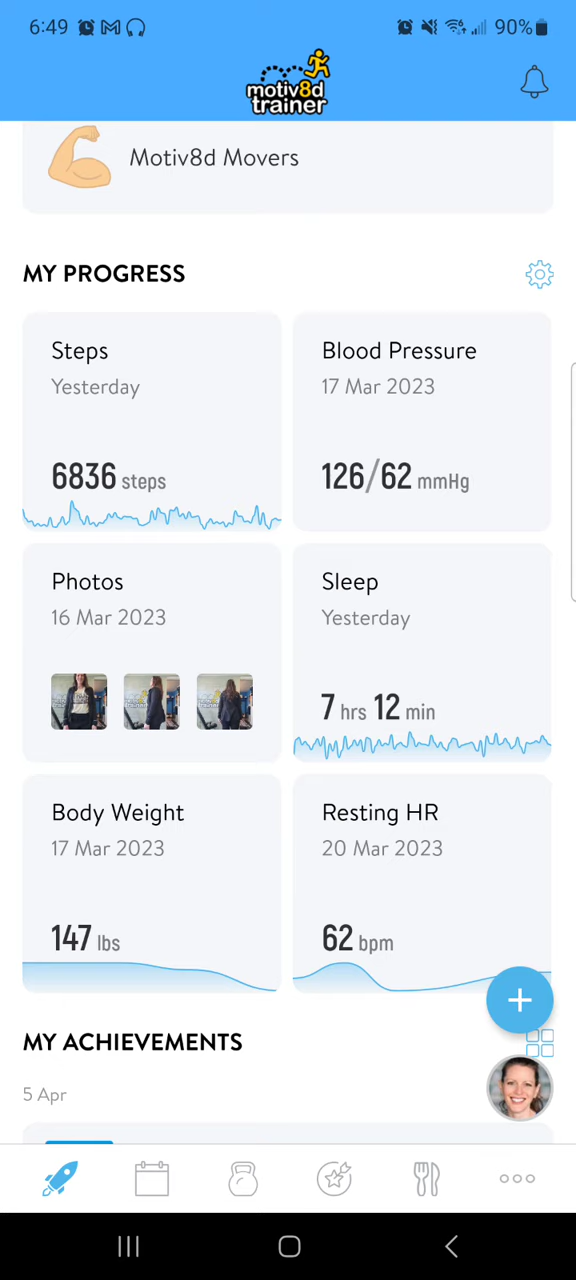 6:49
90%
motiv8d
trainer
Motiv8d Movers
MY PROGRESS
Steps
Yesterday
6836 steps
Blood Pressure
17 Mar 2023
126/62 mmHg
Photos
16 Mar 2023
Sleep
Yesterday
7 hrs 12 min
Body Weight
17 Mar 2023
147 lbs
Resting HR
20 Mar 2023
62 bpm
MY ACHIEVEMENTS
5 Apr